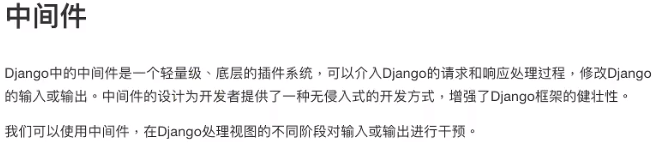 中间件
Django中的中间件是一个轻量级、底层的插件系统，可以介入Django的请求和响应处理过程，修改Django
的输入或输出。中间件的设计为开发者提供了一种无侵入式的开发方式，增强了Django框架的健壮性。
我们可以使用中间件，在Django处理视图的不同阶段对输入或输出进行干预。